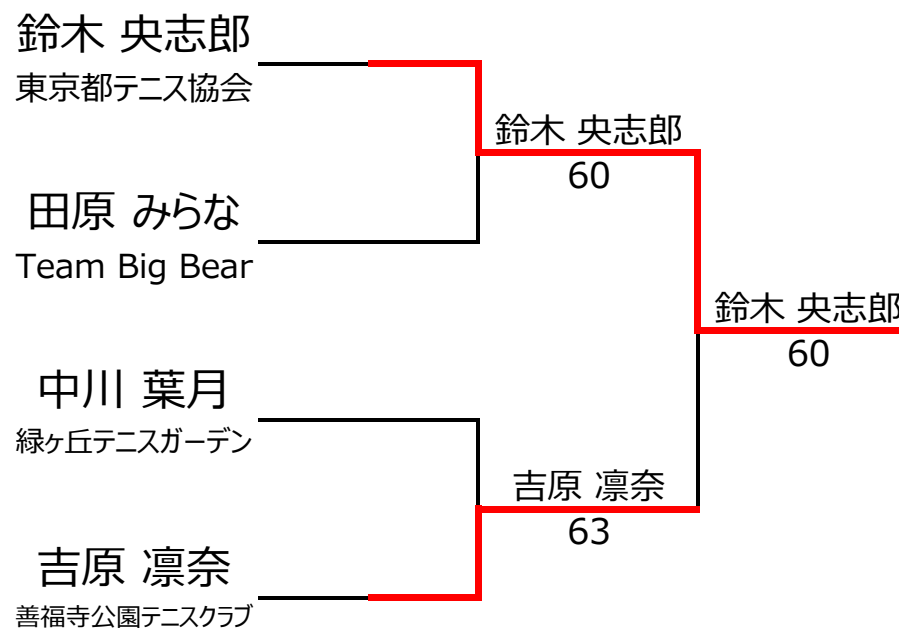 鈴木 央志郎
東京都テニス協会
鈴木 央志郎
60
田原 みらな
Team Big Bear
鈴木 央志郎
60
中川 葉月
緑ヶ丘テニスガーデン
吉原 凛奈
63
吉原 凛奈
善福寺公園テニスクラブ